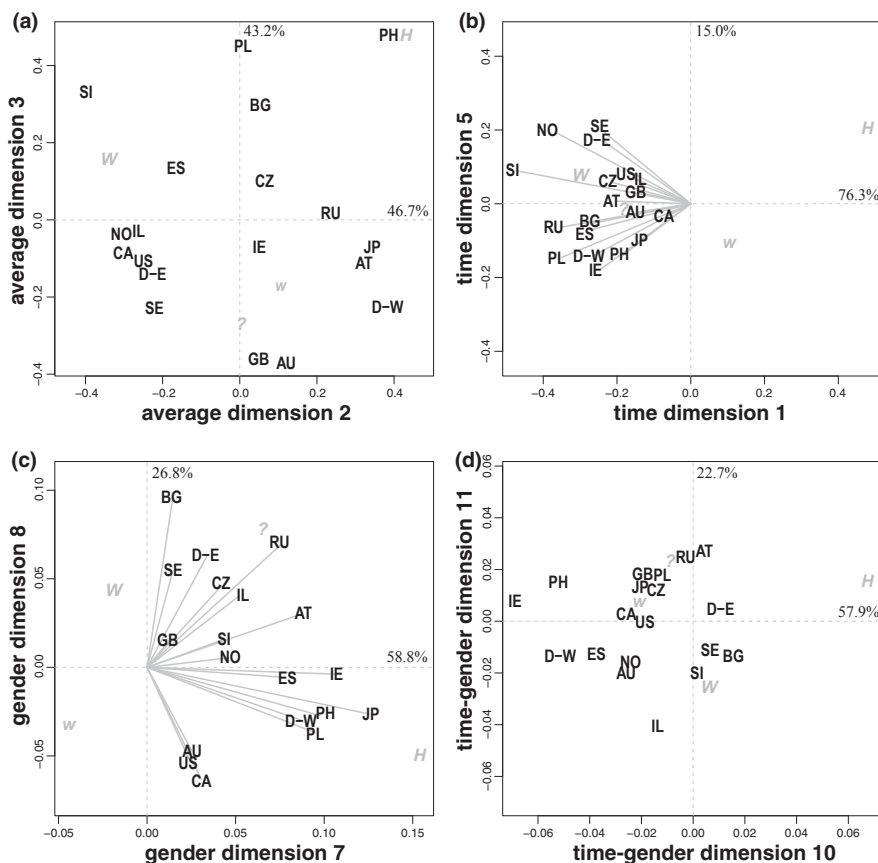 (a)
43.2%
PL
PH H
SI
BG
W
ES
CZ
RU
46.7%
NO IL
CA
US
D−E
IE
JP
AT
w
SE
D−W
?
GB
AU
0.4
0.2
0.0
−0.2
−0.4
−0.4 −0.2 0.0 0.2 0.4
average dimension 3
average dimension 2
(b)
15.0%
NO
SE
D−E
H
SI
W
US
CZ
IL
GB
76.3%
AT
?
AU
CA
BG
RU
ES
JP
w
PL
D−W
PH
IE
0.4
0.2
0.0
−0.2
−0.4
−0.4 −0.2 0.0 0.2 0.4
time dimension 5
time dimension 1
(c)
26.8%
BG
?
RU
D−E
SE
CZ
W
IL
AT
GB
SI
NO
58.8%
ES
IE
PH
JP
D−W
w
PL
AU
H
US
CA
0.10
0.05
0.00
−0.05
−0.05 0.00 0.05 0.10 0.15
gender dimension 8
gender dimension 7
(d)
22.7%
AT
RU
?
GB
PL
PH
H
JP
CZ
IE
w
D−E
CA
57.9%
US
D−W
ES
SE
BG
NO
AU
SI
W
IL
0.06
0.04
0.02
0.00
−0.02
−0.04
−0.06
−0.06 −0.04 −0.02 0.00 0.02 0.04 0.06
time−gender dimension 11
time−gender dimension 10